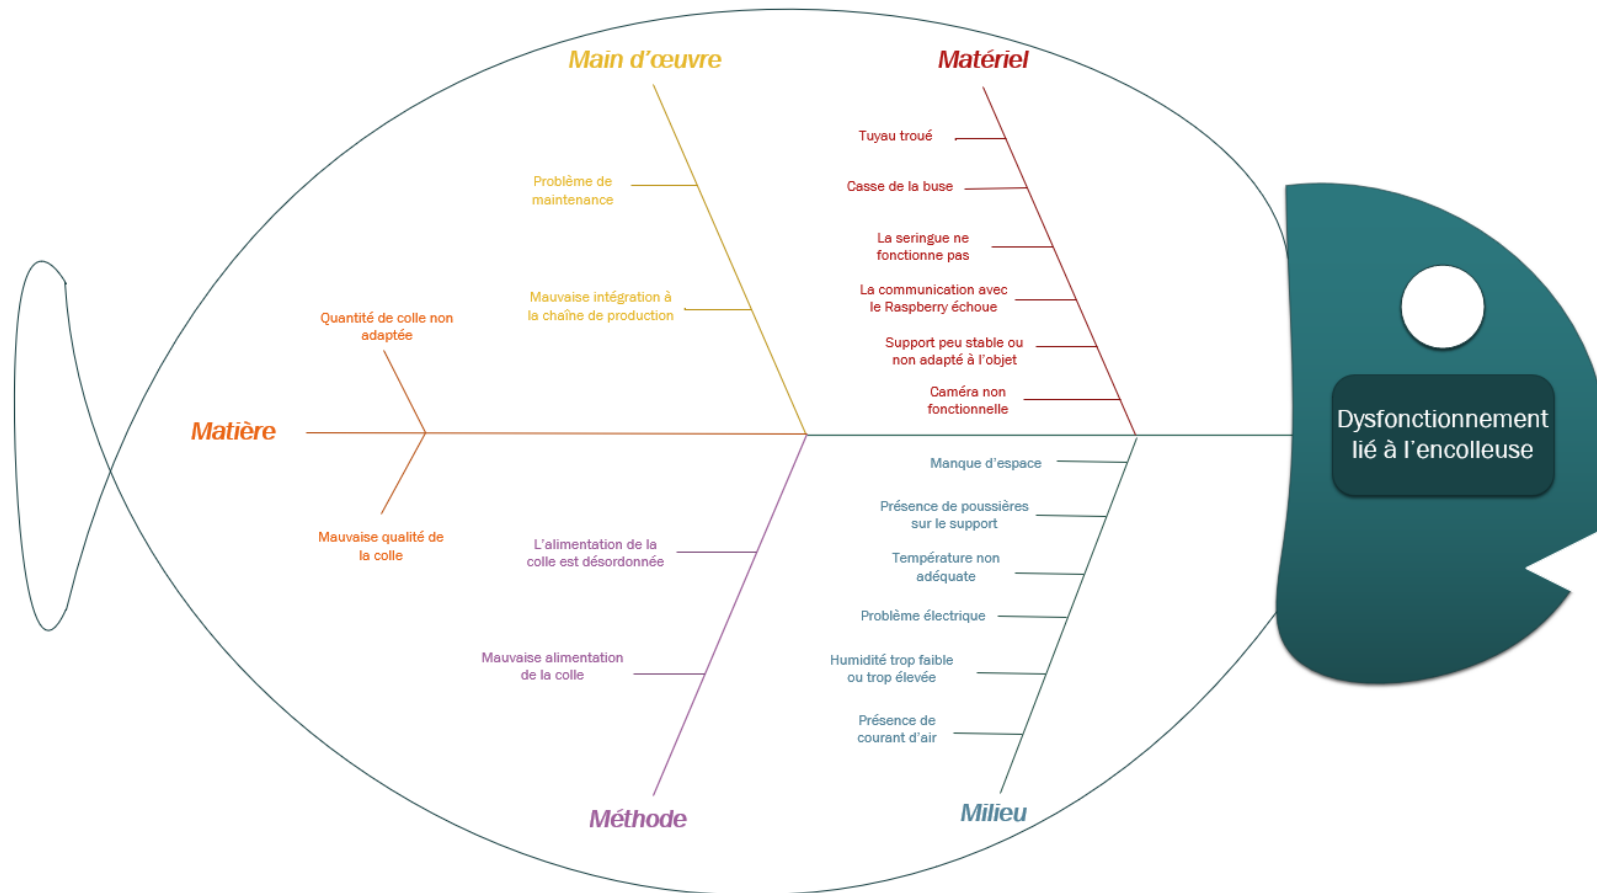 Main d'œuvre
Matériel
Tuyau troué
Problème de
maintenance
Casse de la buse
La seringue ne
fonctionne pas
Mauvaise intégration à
la chaîne de production
La communication avec
le Raspberry échoue
Quantité de colle non
adaptée
Support peu stable ou
non adapté à l'objet
Caméra non
fonctionnelle
Matière
Dysfonctionnement
lié à l'encolleuse
Manque d'espace
Mauvaise qualité de
la colle
L'alimentation de la
colle est désordonnée
Présence de poussières
sur le support
Température non
adéquate
Problème électrique
Mauvaise alimentation
de la colle
Humidité trop faible
ou trop élevée
Présence de
courant d'air
Méthode
Milieu